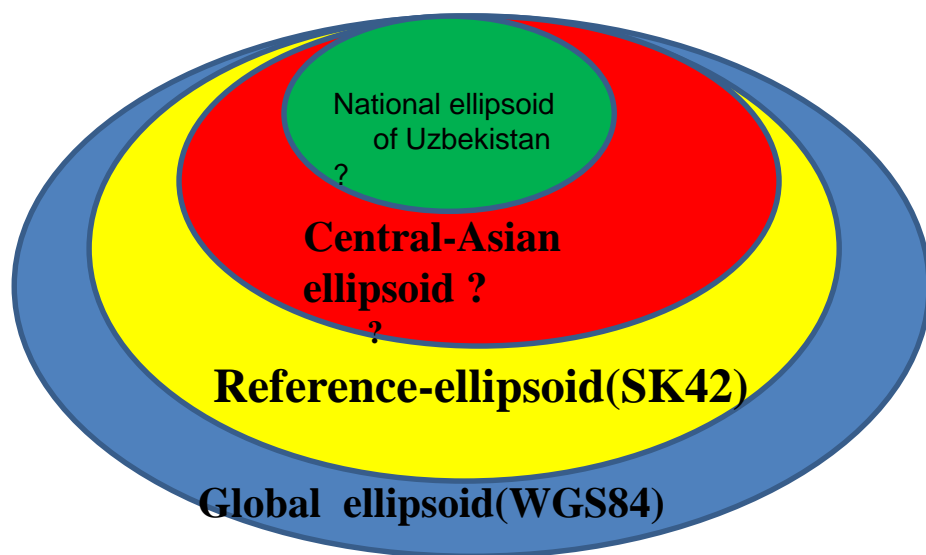 National ellipsoid
of Uzbekistan
?
Central-Asian
ellipsoid ?
?
Reference-ellipsoid(SK42)
Global ellipsoid(WGS84)